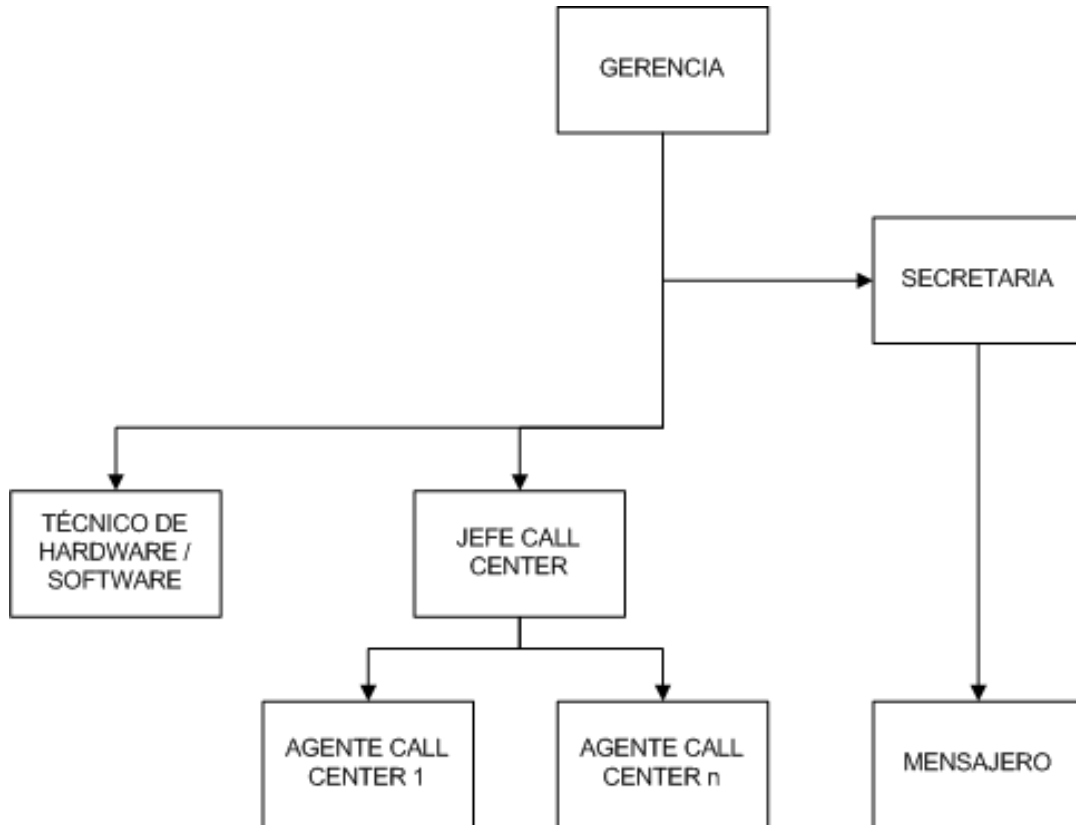 GERENCIA
SECRETARIA
TÉCNICO DE
HARDWARE /
SOFTWARE
JEFE CALL
CENTER
AGENTE CALL
CENTER 1
AGENTE CALL
CENTER n
MENSAJERO